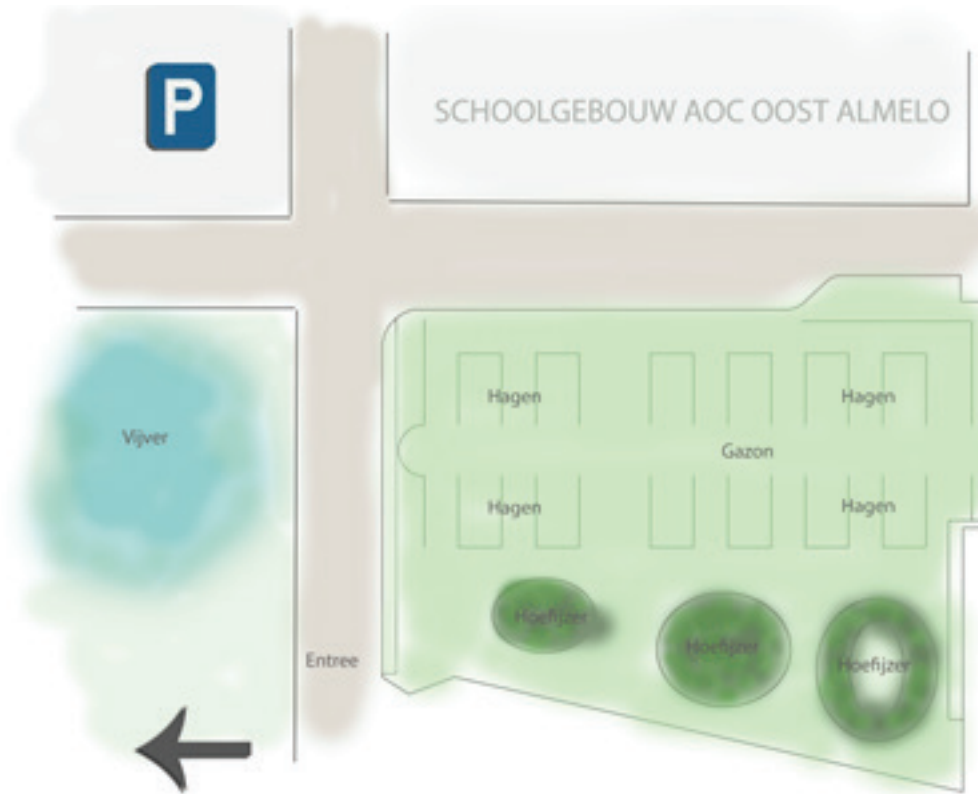 P
SCHOOLGEBOUW AOC OOST ALMELO
Hagen
Hagen
Vijver
Gazon
Hagen
Hagen
Hoefijzer
Hoefijzer
Hoefijzer
Entree